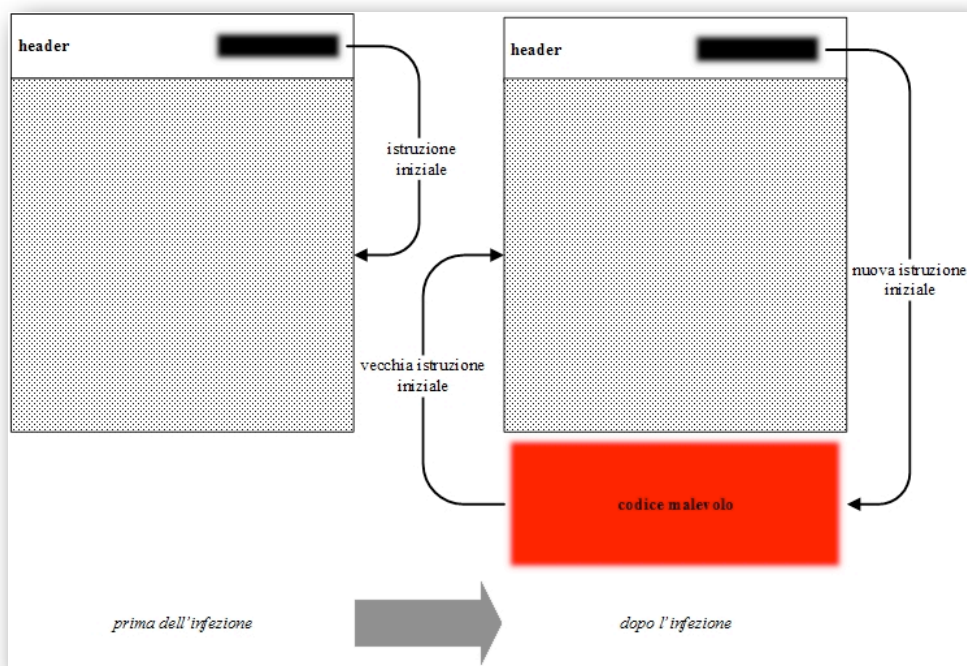 header
header
istruzione
iniziale
nuova istruzione
iniziale
vecchia istruzione
iniziale
codice malevolo
prima dell'infezione
dopo l'infezione